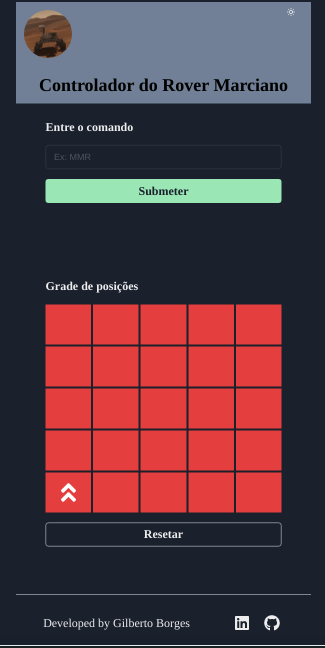 Controlador do Rover Marciano
Entre o comando
Ex: MMR
Submeter
Grade de posições
Resetar
Developed by Gilberto Borges